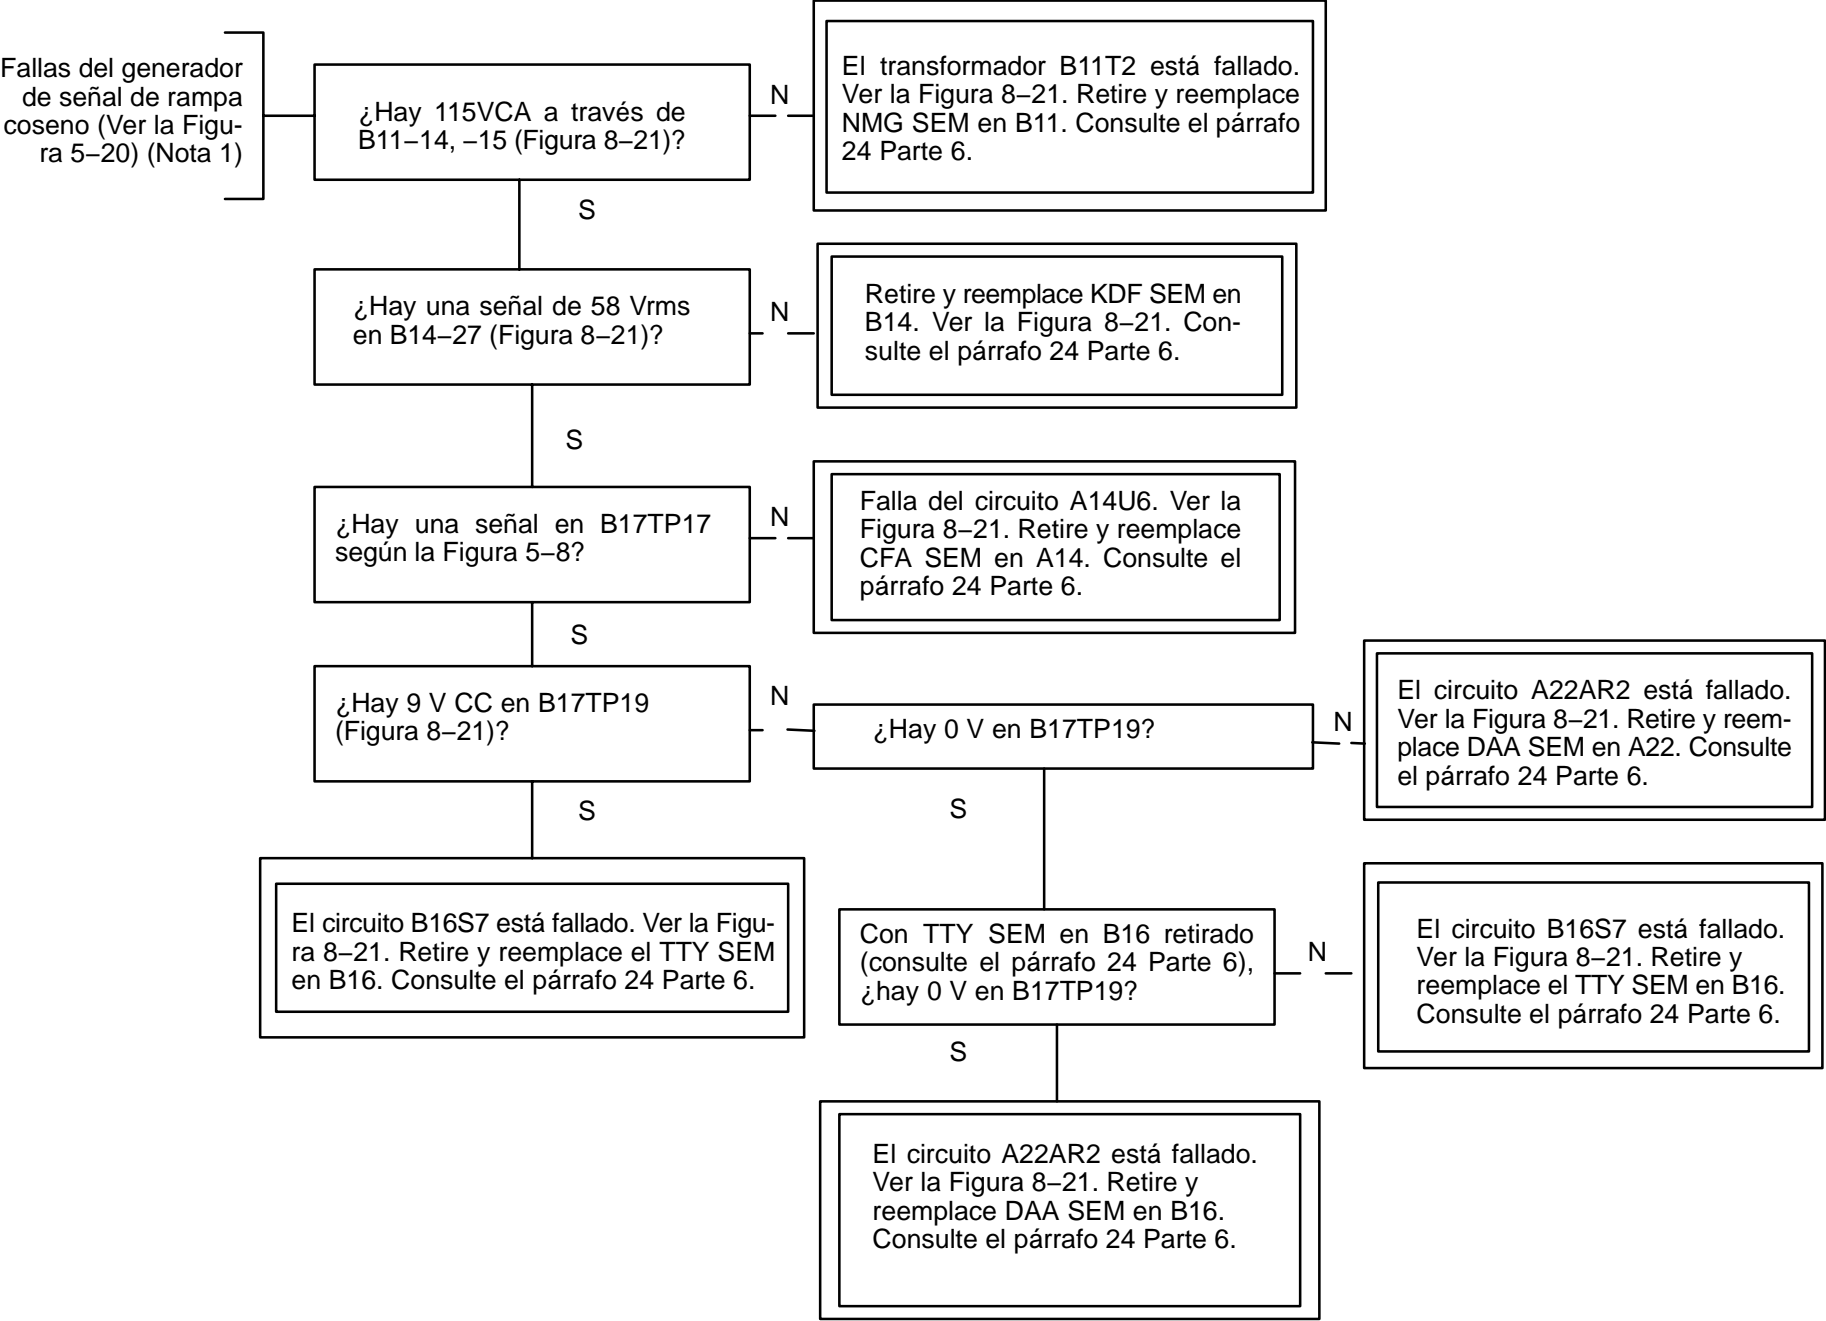 Fallas del generador
de señal de rampa
coseno (Ver la Figu-
ra 5–20) (Nota 1)
¿Hay 115VCA a través de
B11–14, –15 (Figura 8–21)?
N
El transformador B11T2 está fallado.
Ver la Figura 8–21. Retire y reemplace
NMG SEM en B11. Consulte el párrafo
24 Parte 6.
S
¿Hay una señal de 58 Vrms
en B14–27 (Figura 8–21)?
N
Retire y reemplace KDF SEM en
B14. Ver la Figura 8–21. Con-
sulte el párrafo 24 Parte 6.
S
¿Hay una señal en B17TP17
según la Figura 5–8?
N
Falla del circuito A14U6. Ver la
Figura 8–21. Retire y reemplace
CFA SEM en A14. Consulte el
párrafo 24 Parte 6.
S
¿Hay 9 V CC en B17TP19
(Figura 8–21)?
N
¿Hay 0 V en B17TP19?
N
El circuito A22AR2 está fallado.
Ver la Figura 8–21. Retire y reem-
place DAA SEM en A22. Consulte
el párrafo 24 Parte 6.
S
S
El circuito B16S7 está fallado. Ver la Figu-
ra 8–21. Retire y reemplace el TTY SEM
en B16. Consulte el párrafo 24 Parte 6.
Con TTY SEM en B16 retirado
(consulte el párrafo 24 Parte 6),
¿hay 0 V en B17TP19?
N
El circuito B16S7 está fallado.
Ver la Figura 8–21. Retire y
reemplace el TTY SEM en B16.
Consulte el párrafo 24 Parte 6.
S
El circuito A22AR2 está fallado.
Ver la Figura 8–21. Retire y
reemplace DAA SEM en B16.
Consulte el párrafo 24 Parte 6.